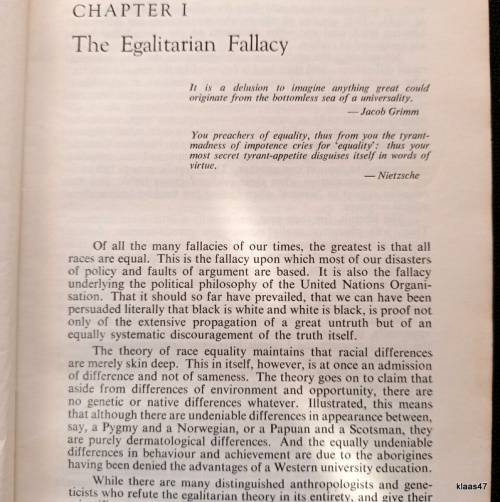 CHAPTER I
The Egalitarian Fallacy
It is a delusion to imagine anything great could
originate from the bottomless sea of a universality.
— Jacob Grimm
You preachers of equality, thus from you the tyrant-
madness of impotence cries for 'equality': thus your
most secret tyrant-appetite disguises itself in words of
virtue.
— Nietzsche
Of all the many fallacies of our times, the greatest is that all
races are equal. This is the fallacy upon which most of our disasters
of policy and faults of argument are based. It is also the fallacy
underlying the political philosophy of the United Nations Organi-
sation. That it should so far have prevailed, that we can have been
persuaded literally that black is white and white is black, is proof not
only of the extensive propagation of a great untruth but of an
equally systematic discouragement of the truth itself.
The theory of race equality maintains that racial differences
are merely skin deep. This in itself, however, is at once an admission
of difference and not of sameness. The theory goes on to claim that
aside from differences of environment and opportunity, there are
no genetic or native differences whatever. Illustrated, this means
that although there are undeniable differences in appearance between,
say, a Pygmy and a Norwegian, or a Papuan and a Scotsman, they
are purely dermatological differences. And the equally undeniable
differences in behaviour and achievement are due to the aborigines
having been denied the advantages of a Western university education.
While there are many distinguished anthropologists and gene-
ticists who refute the egalitarian theory in its entirety, and give their
klaas47